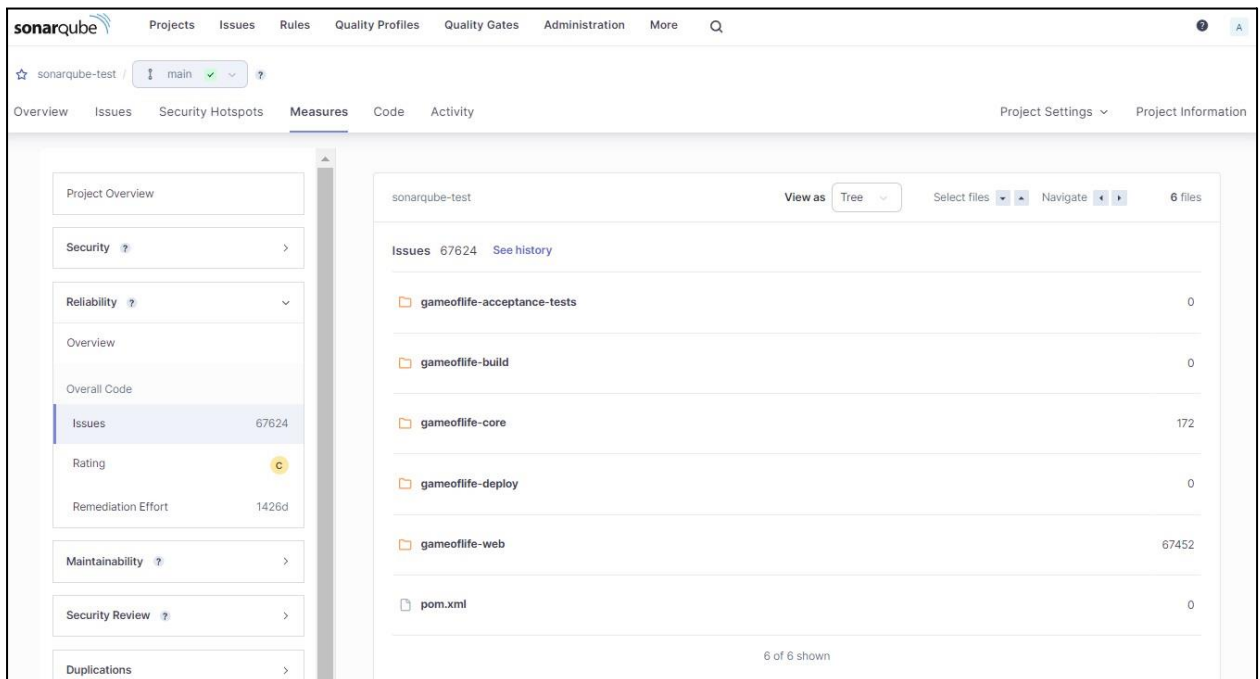 sonarqube Projects Issues Rules Quality Profiles Quality Gates Administration More ? A
sonarqube-test / main ?
Overview Issues Security Hotspots Measures Code Activity Project Settings Project Information
Project Overview
Security ?
Reliability ?
Overview
Overall Code
Issues 67624
Rating C
Remediation Effort 1426d
Maintainability ?
Security Review ?
Duplications
sonarqube-test View as Tree Select files Navigate 6 files
Issues 67624 See history
gameoflife-acceptance-tests 0
gameoflife-build 0
gameoflife-core 172
gameoflife-deploy 0
gameoflife-web 67452
pom.xml 0
6 of 6 shown